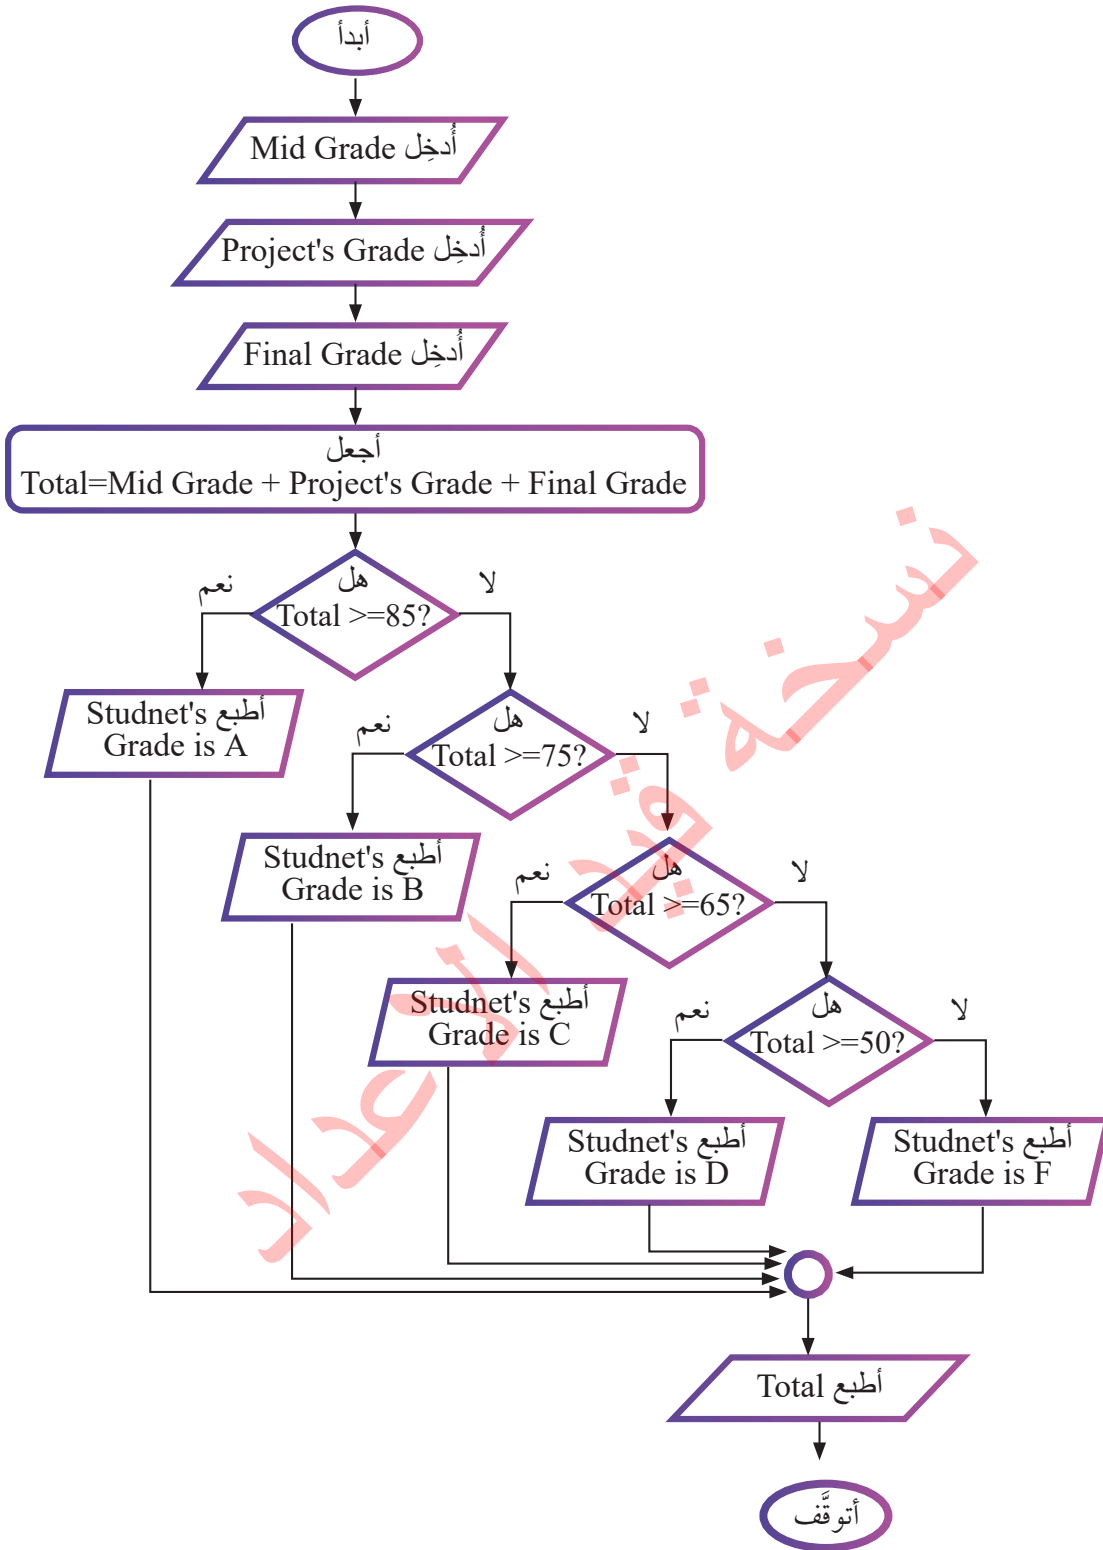 أبدأ
أُدخِل Mid Grade
أُدخِل Project's Grade
أُدخِل Final Grade
أجعل
Total=Mid Grade + Project's Grade + Final Grade
هل
Total >=85?
نعم
لا
أطبع Studnet's
Grade is A
هل
Total >=75?
نعم
لا
أطبع Studnet's
Grade is B
هل
Total >=65?
نعم
لا
أطبع Studnet's
Grade is C
هل
Total >=50?
نعم
لا
أطبع Studnet's
Grade is D
أطبع Studnet's
Grade is F
أطبع Total
أتوقَّف
نسخة قيد الإعداد